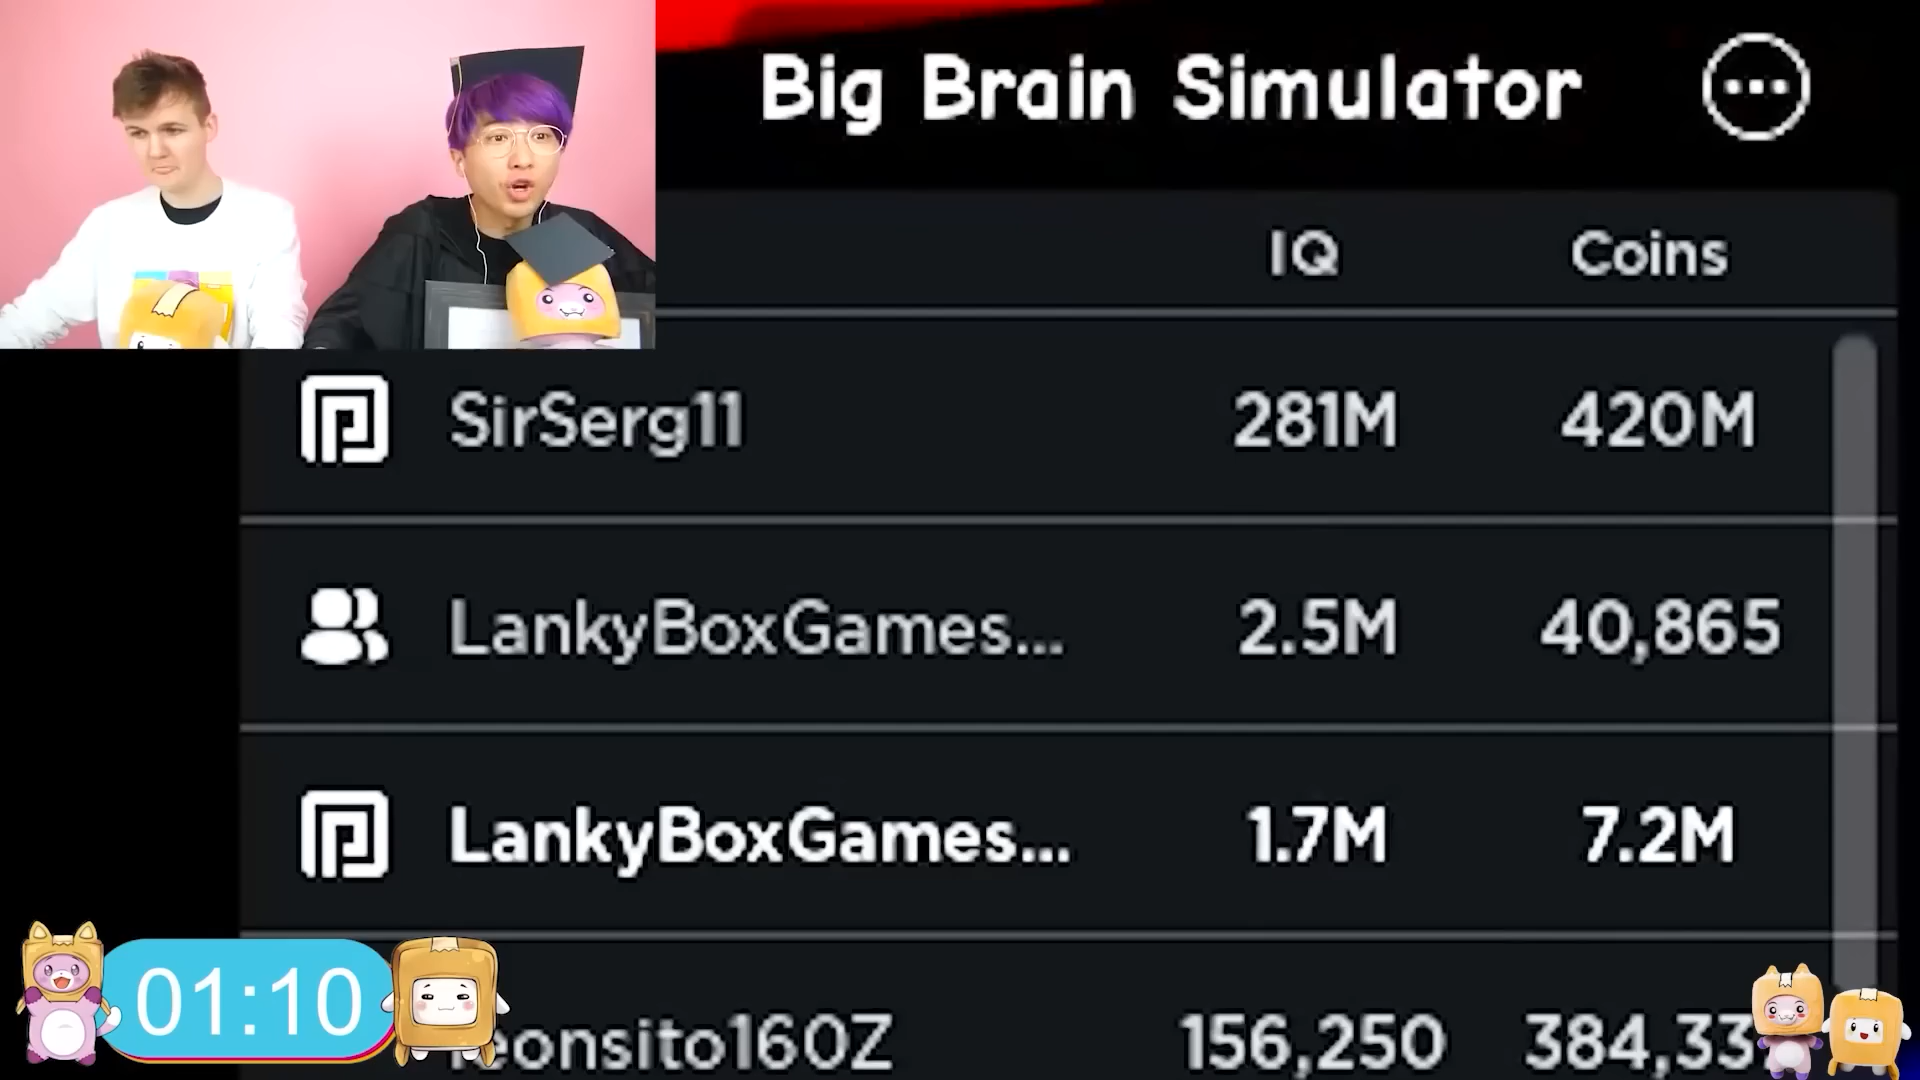 Big Brain Simulator
IQ Coins
SirSerg11 281M 420M
LankyBoxGames... 2.5M 40,865
LankyBoxGames... 1.7M 7.2M
156,250
01:10